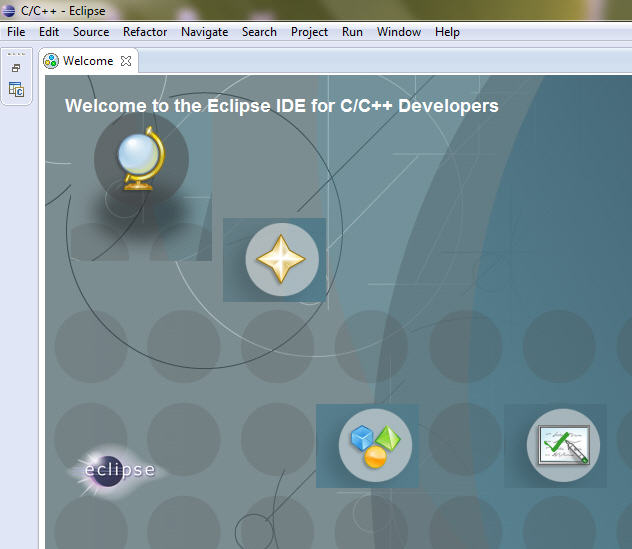 C/C++ - Eclipse
File Edit Source Refactor Navigate Search Project Run Window Help
Welcome
Welcome to the Eclipse IDE for C/C++ Developers
eclipse